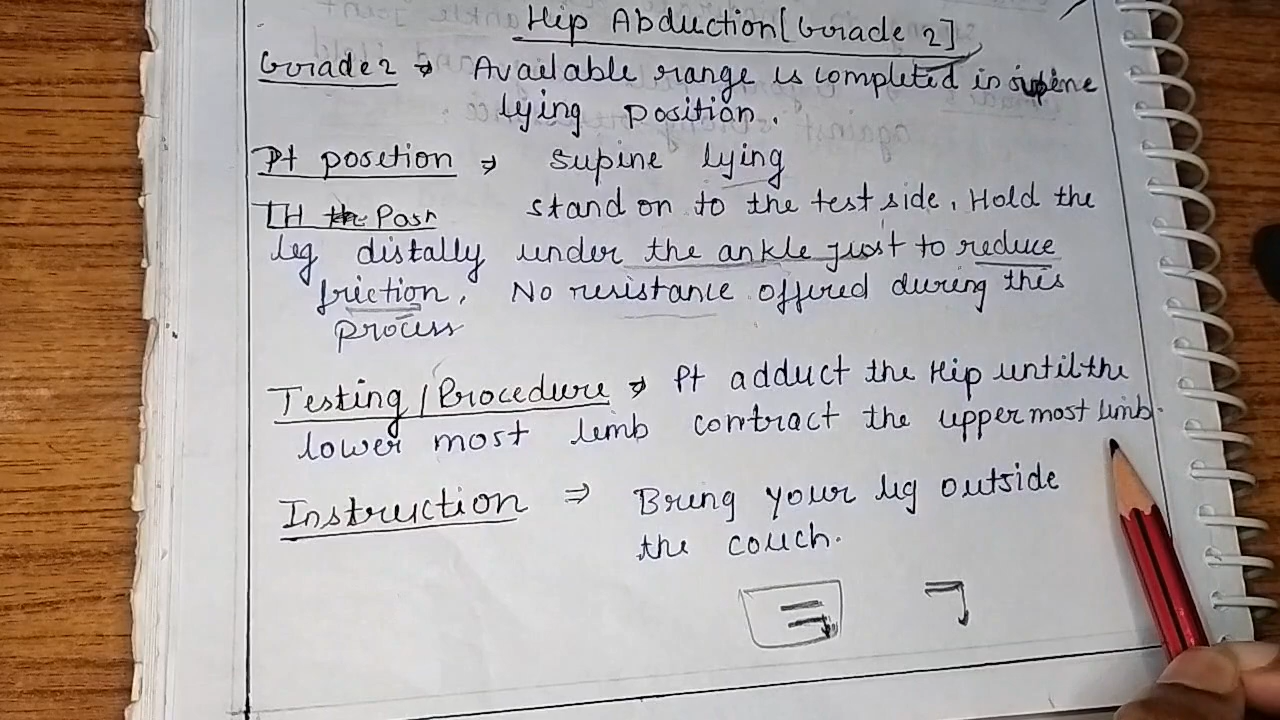 Hip Abduction [Grade 2]
Grade 2 → Available range is completed in supine
lying position.
Pt position ⇒ Supine lying
TH Posn stand on to the test side. Hold the
leg distally under the ankle just to reduce
friction. No resistance offered during this
process
Testing / Procedure ⇒ Pt adduct the Hip until the
lower most limb contract the upper most limb.
Instruction ⇒ Bring your leg outside
the couch.